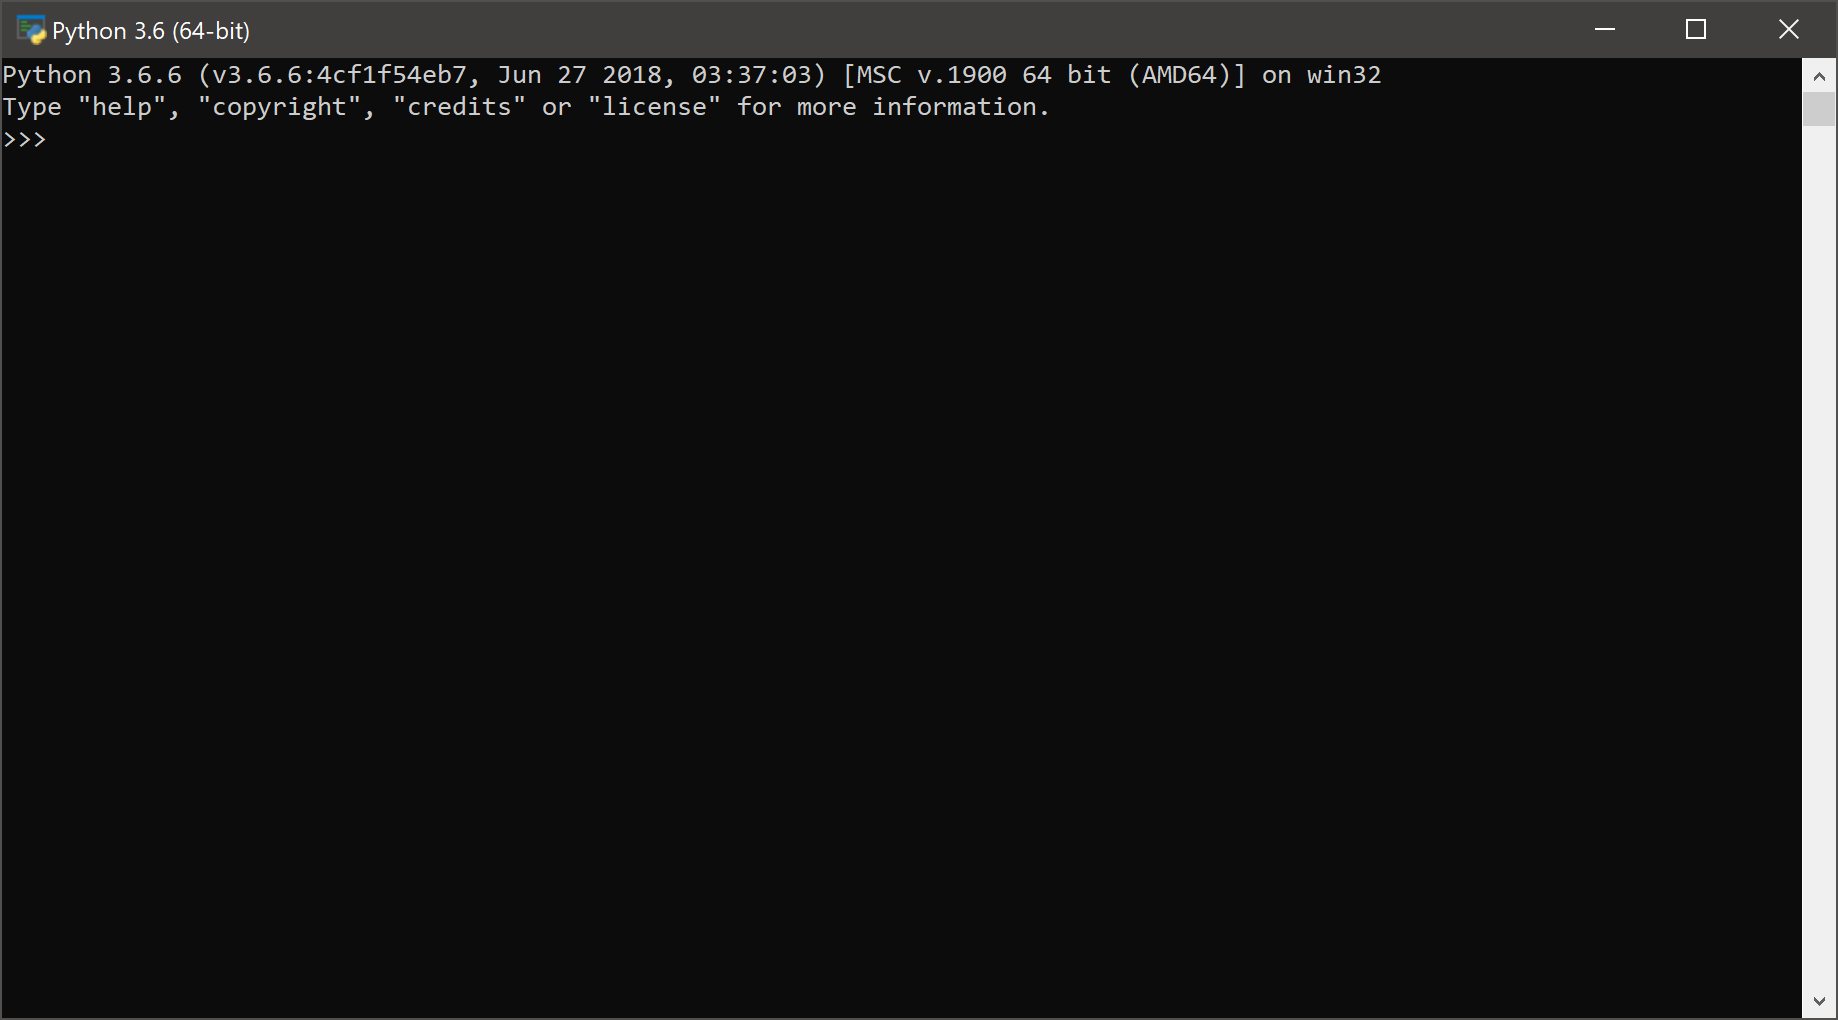 Python 3.6 (64-bit)
Python 3.6.6 (v3.6.6:4cf1f54eb7, Jun 27 2018, 03:37:03) [MSC v.1900 64 bit (AMD64)] on win32
Type "help", "copyright", "credits" or "license" for more information.
>>>